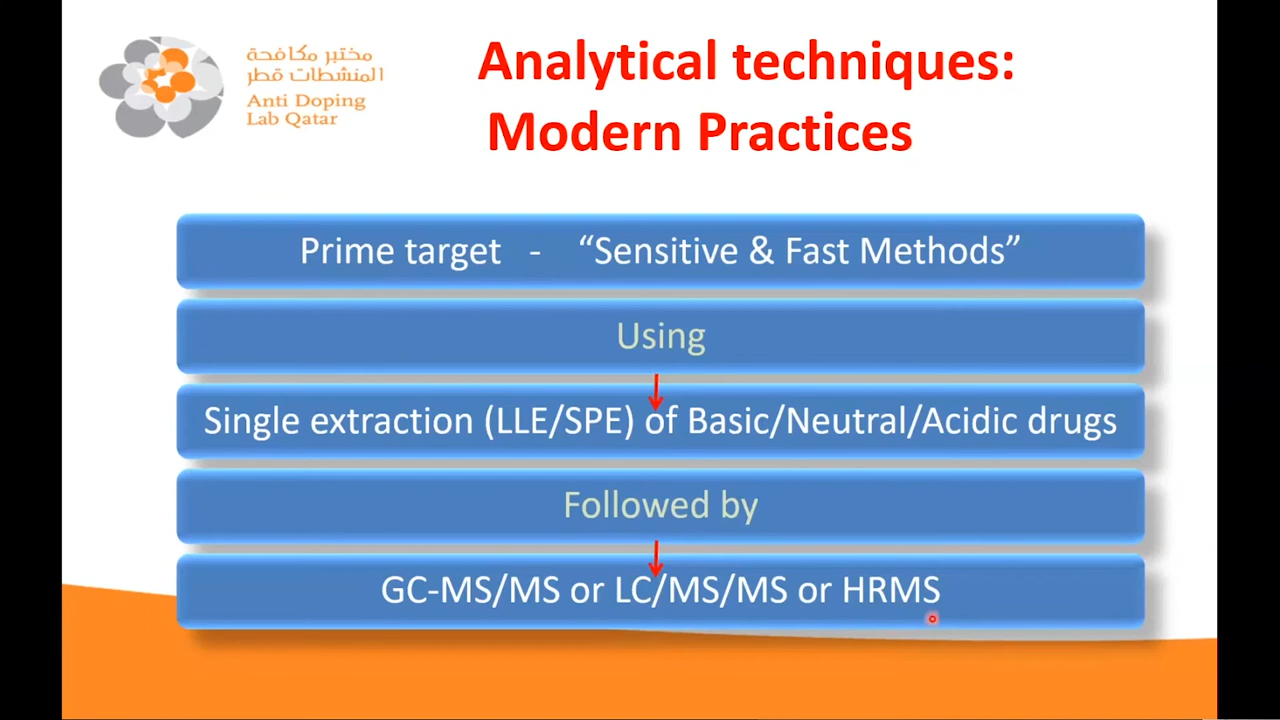 مختبر مكافحة
المنشطات قطر
Anti Doping
Lab Qatar
Analytical techniques:
Modern Practices
Prime target - “Sensitive & Fast Methods”
Using
Single extraction (LLE/SPE) of Basic/Neutral/Acidic drugs
Followed by
GC-MS/MS or LC/MS/MS or HRMS